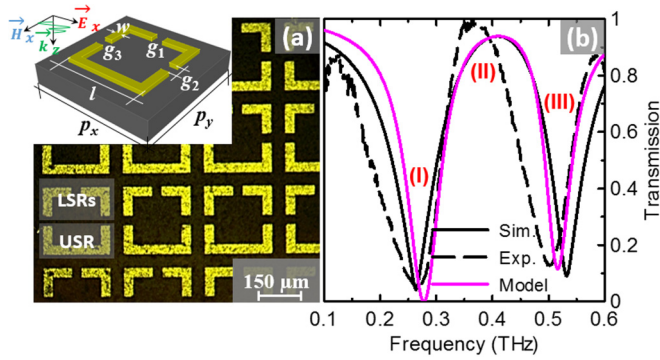 (a)
H x
E x
k z
w
g3
g1
g2
l
px
py
LSRs
USR
150 μm
(b)
1
0.8
0.6
0.4
0.2
0
Transmission
(I)
(II)
(III)
Sim.
Exp.
Model
0.1 0.2 0.3 0.4 0.5 0.6
Frequency (THz)